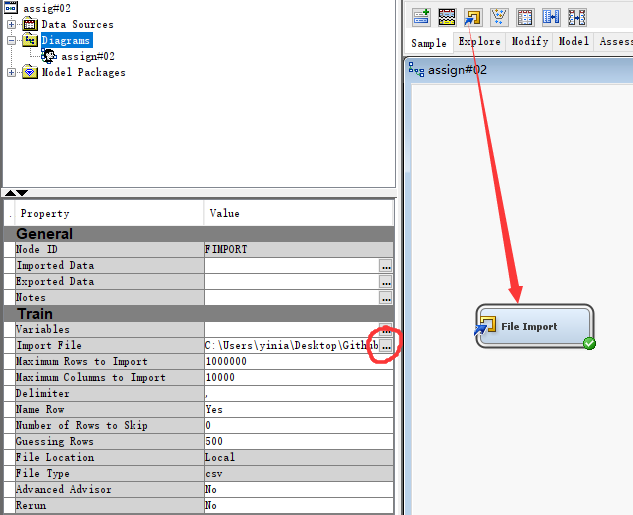 assig#02
Data Sources
Diagrams
assign#02
Model Packages
. Property Value
General
Node ID FIMPORT
Imported Data ...
Exported Data ...
Notes ...
Train
Variables ...
Import File C:\Users\yinia\Desktop\Github ...
Maximum Rows to Import 1000000
Maximum Columns to Import 10000
Delimiter ,
Name Row Yes
Number of Rows to Skip 0
Guessing Rows 500
File Location Local
File Type csv
Advanced Advisor No
Rerun No
Sample Explore Modify Model Assess
assign#02
File Import